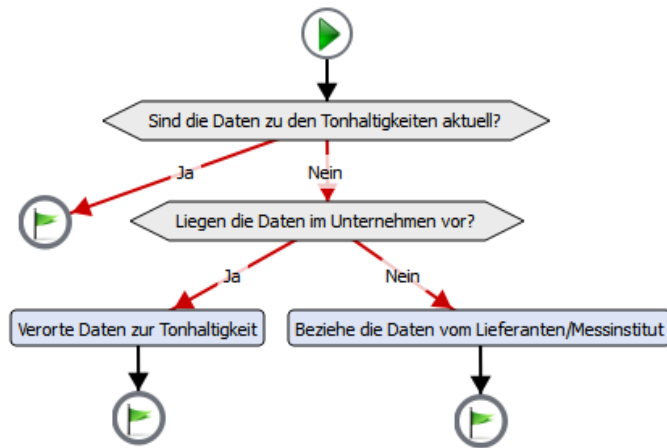 Sind die Daten zu den Tonhaltigkeiten aktuell?
Ja
Nein
Liegen die Daten im Unternehmen vor?
Ja
Nein
Verorte Daten zur Tonhaltigkeit
Beziehe die Daten vom Lieferanten/Messinstitut